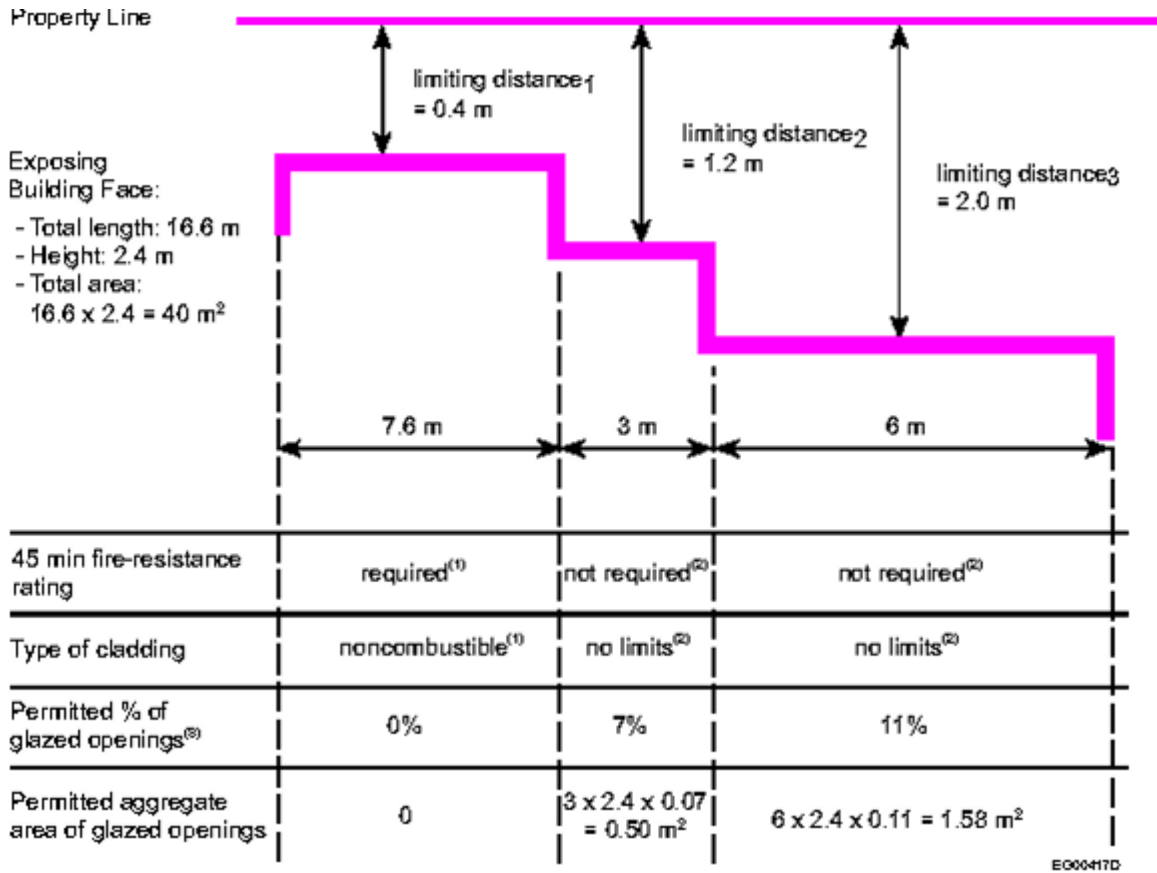 Property Line
limiting distance1
= 0.4 m
limiting distance2
= 1.2 m
limiting distance3
= 2.0 m
Exposing
Building Face:
- Total length: 16.6 m
- Height: 2.4 m
- Total area:
16.6 x 2.4 = 40 m²
7.6 m
3 m
6 m
45 min fire-resistance
rating
required(1)
not required(2)
not required(2)
Type of cladding
noncombustible(1)
no limits(2)
no limits(2)
Permitted % of
glazed openings(3)
0%
7%
11%
Permitted aggregate
area of glazed openings
0
3 x 2.4 x 0.07
= 0.50 m²
6 x 2.4 x 0.11 = 1.58 m²
EG00417D